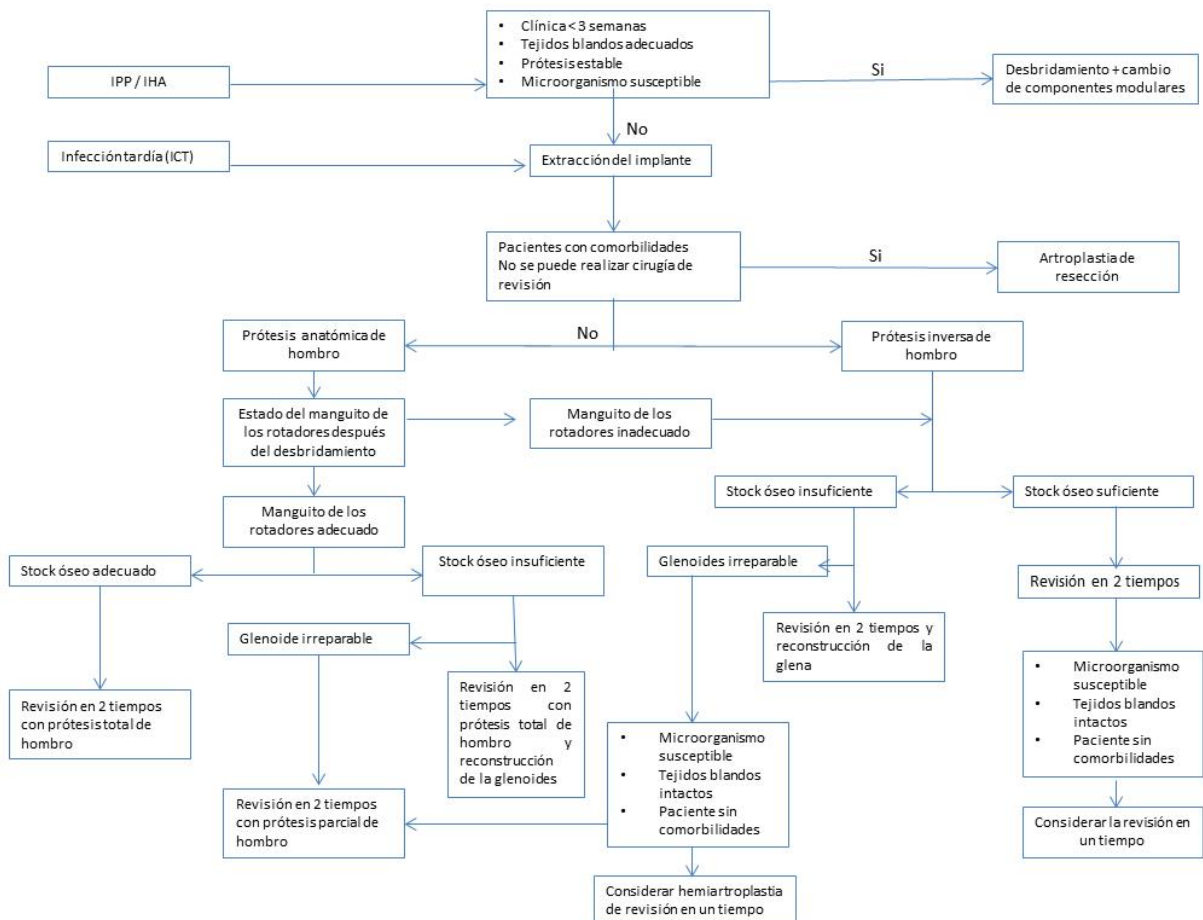 • Clínica < 3 semanas
• Tejidos blandos adecuados
• Prótesis estable
• Microorganismo susceptible
IPP / IHA
Si
Desbridamiento + cambio
de componentes modulares
No
Infección tardía (ICT)
Extracción del implante
Pacientes con comorbilidades
No se puede realizar cirugía de
revisión
Si
Artroplastia de
resección
No
Prótesis anatómica de
hombro
Prótesis inversa de
hombro
Estado del manguito de
los rotadores después
del desbridamiento
Manguito de los
rotadores inadecuado
Manguito de los
rotadores adecuado
Stock óseo insuficiente
Stock óseo suficiente
Stock óseo adecuado
Stock óseo insuficiente
Glenoides irreparable
Revisión en 2 tiempos
Glenoide irreparable
Revisión en 2 tiempos y
reconstrucción de la
glena
Revisión en 2 tiempos
con prótesis total de
hombro
Revisión en 2
tiempos con
prótesis total de
hombro y
reconstrucción
de la glenoides
• Microorganismo
susceptible
• Tejidos blandos
intactos
• Paciente sin
comorbilidades
• Microorganismo
susceptible
• Tejidos blandos
intactos
• Paciente sin
comorbilidades
Revisión en 2 tiempos
con prótesis parcial de
hombro
Considerar la revisión en
un tiempo
Considerar hemiartroplastia
de revisión en un tiempo